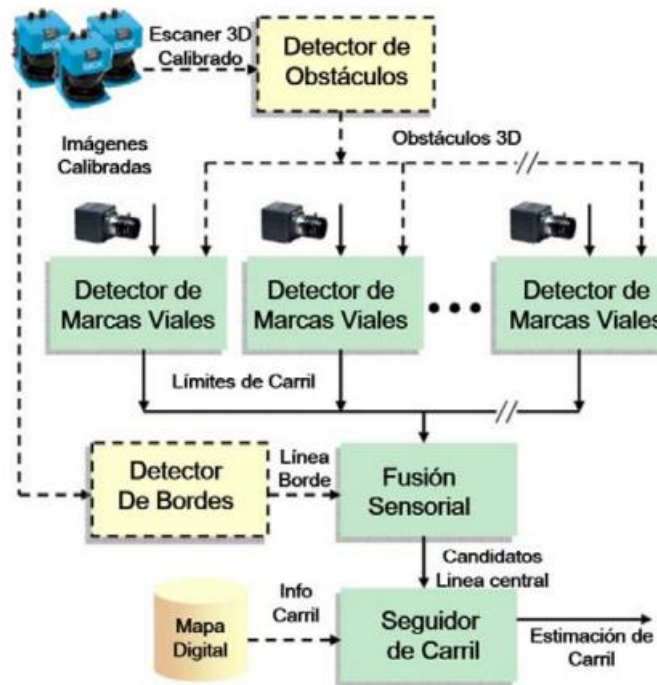 Escaner 3D
Calibrado
Detector de
Obstáculos
Imágenes
Calibradas
Obstáculos 3D
Detector de
Marcas Viales
Detector de
Marcas Viales
Detector de
Marcas Viales
Límites de Carril
Detector
De Bordes
Línea
Borde
Fusión
Sensorial
Candidatos
Linea central
Mapa
Digital
Info
Carril
Seguidor
de Carril
Estimación de
Carril